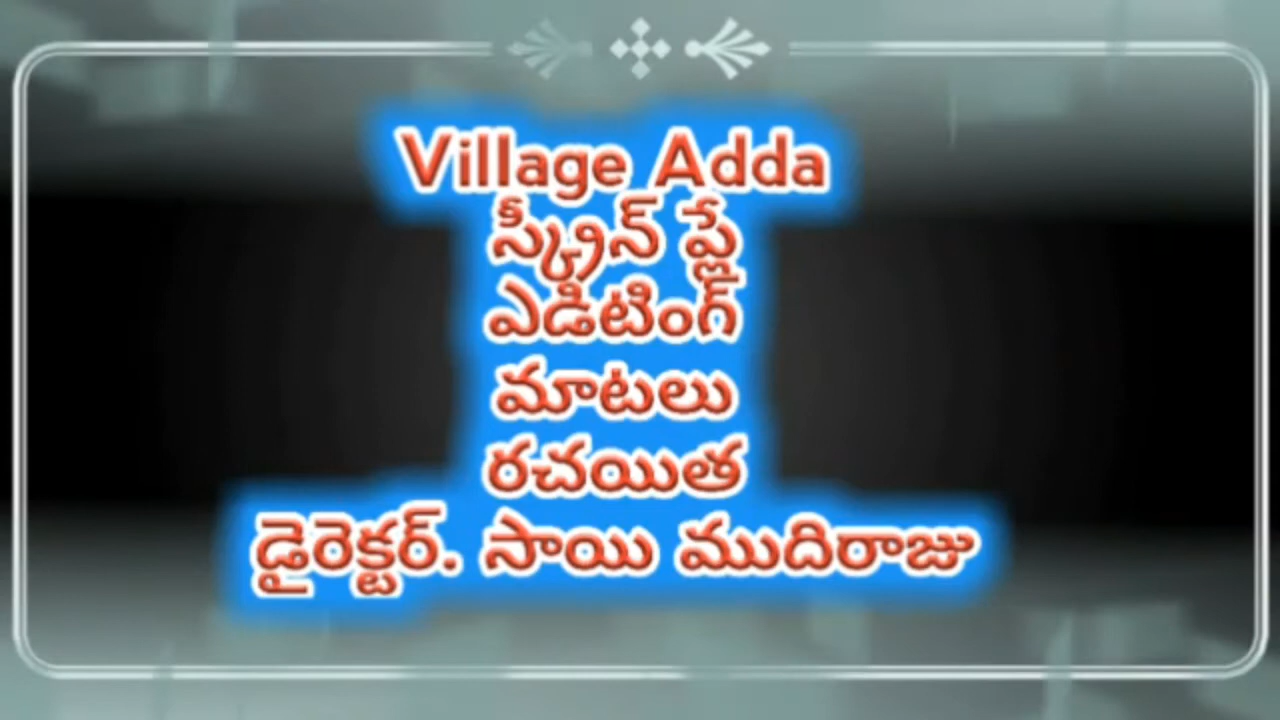 Village Adda
స్క్రీన్ ప్లే
ఎడిటింగ్
మాటలు
రచయిత
డైరెక్టర్. సాయి ముదిరాజు